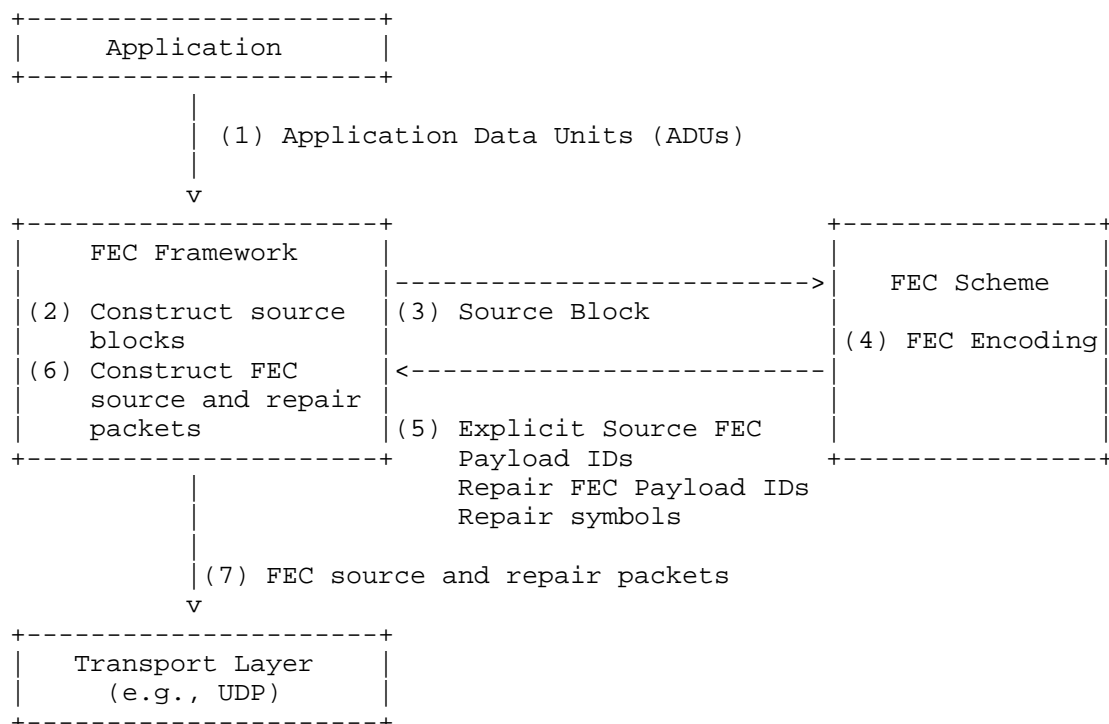 Application
(1) Application Data Units (ADUs)
v
FEC Framework
FEC Scheme
(2) Construct source (3) Source Block
blocks (4) FEC Encoding
(6) Construct FEC
source and repair
packets (5) Explicit Source FEC
Payload IDs
Repair FEC Payload IDs
Repair symbols
(7) FEC source and repair packets
v
Transport Layer
(e.g., UDP)